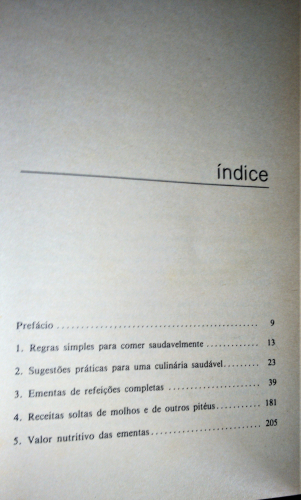 índice
Prefácio 9
1. Regras simples para comer saudavelmente 13
2. Sugestões práticas para uma culinária saudável 23
3. Ementas de refeições completas 39
4. Receitas soltas de molhos e de outros pitéus 181
5. Valor nutritivo das ementas 205